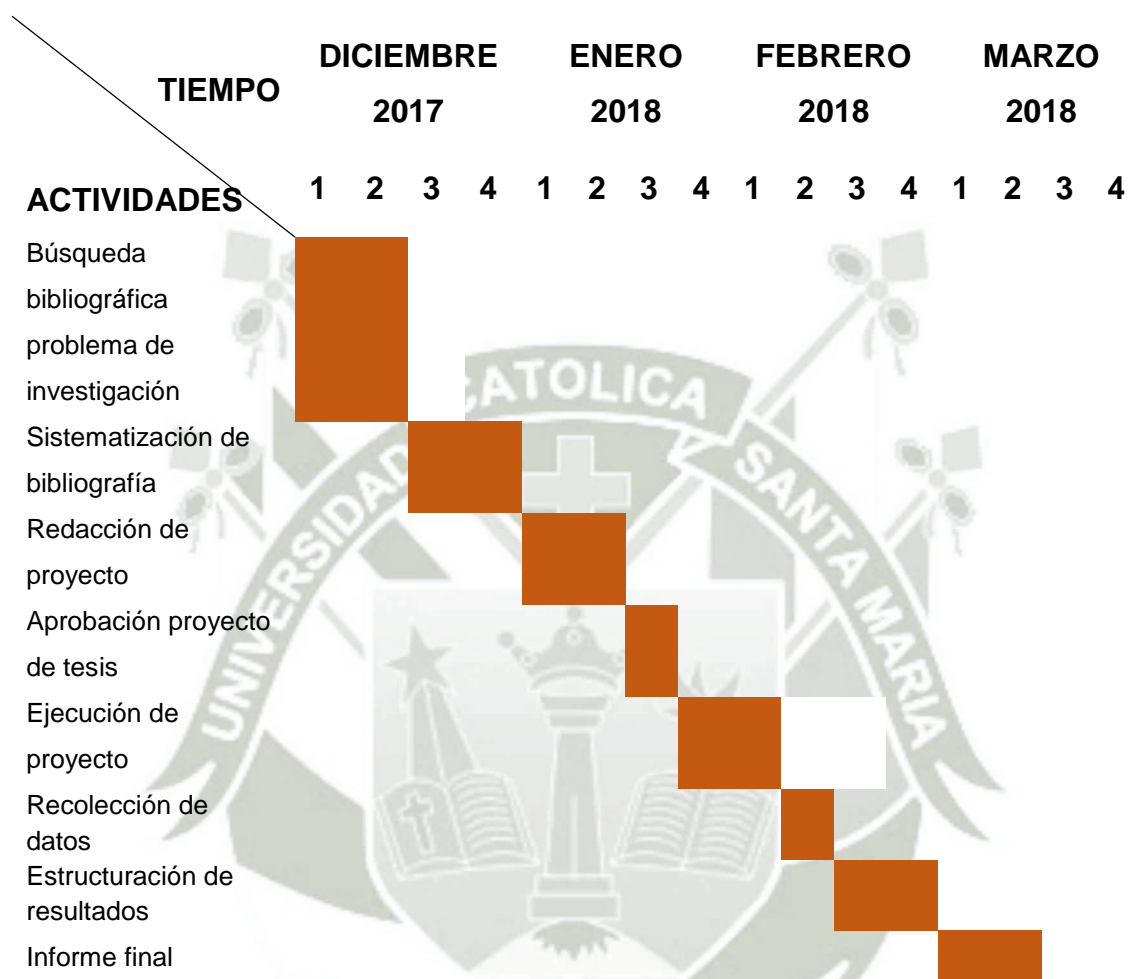 DICIEMBRE ENERO FEBRERO MARZO
TIEMPO
2017 2018 2018 2018
ACTIVIDADES 1 2 3 4 1 2 3 4 1 2 3 4 1 2 3 4
Búsqueda
bibliográfica
problema de
investigación
Sistematización de
bibliografía
Redacción de
proyecto
Aprobación proyecto
de tesis
Ejecución de
proyecto
Recolección de
datos
Estructuración de
resultados
Informe final
UNIVERSIDAD CATOLICA SANTA MARIA